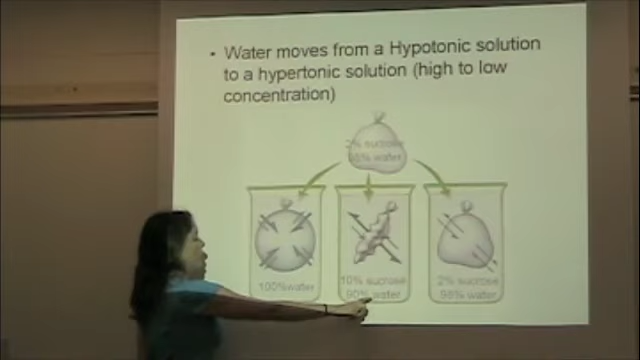 • Water moves from a Hypotonic solution
to a hypertonic solution (high to low
concentration)
2% sucrose
98% water
100%water
10% sucrose
90% water
2% sucrose
98% water